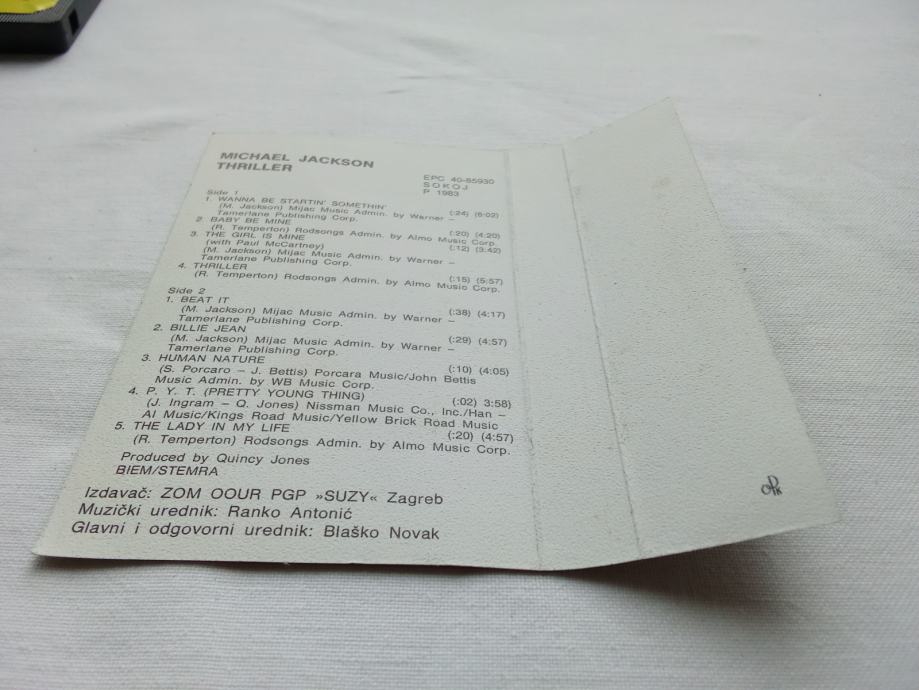 MICHAEL JACKSON
THRILLER
EPC 40-85930
SOKOJ
P 1983
Side 1
1. WANNA BE STARTIN' SOMETHIN'
(M. Jackson) Mijac Music Admin. by Warner – (:24) (6:02)
Tamerlane Publishing Corp.
2. BABY BE MINE (:20) (4:20)
(R. Temperton) Rodsongs Admin. by Almo Music Corp.
3. THE GIRL IS MINE (:12) (3:42)
(with Paul McCartney)
(M. Jackson) Mijac Music Admin. by Warner –
Tamerlane Publishing Corp.
4. THRILLER (:15) (5:57)
(R. Temperton) Rodsongs Admin. by Almo Music Corp.
Side 2
1. BEAT IT (:38) (4:17)
(M. Jackson) Mijac Music Admin. by Warner –
Tamerlane Publishing Corp.
2. BILLIE JEAN (:29) (4:57)
(M. Jackson) Mijac Music Admin. by Warner –
Tamerlane Publishing Corp.
3. HUMAN NATURE (:10) (4:05)
(S. Porcaro – J. Bettis) Porcara Music/John Bettis
Music Admin. by WB Music Corp.
4. P. Y. T. (PRETTY YOUNG THING) (:02) 3:58)
(J. Ingram – Q. Jones) Nissman Music Co., Inc./Han –
Al Music/Kings Road Music/Yellow Brick Road Music
5. THE LADY IN MY LIFE (:20) (4:57)
(R. Temperton) Rodsongs Admin. by Almo Music Corp.
Produced by Quincy Jones
BIEM/STEMRA
Izdavač: ZOM OOUR PGP »SUZY« Zagreb
Muzički urednik: Ranko Antonić
Glavni i odgovorni urednik: Blaško Novak